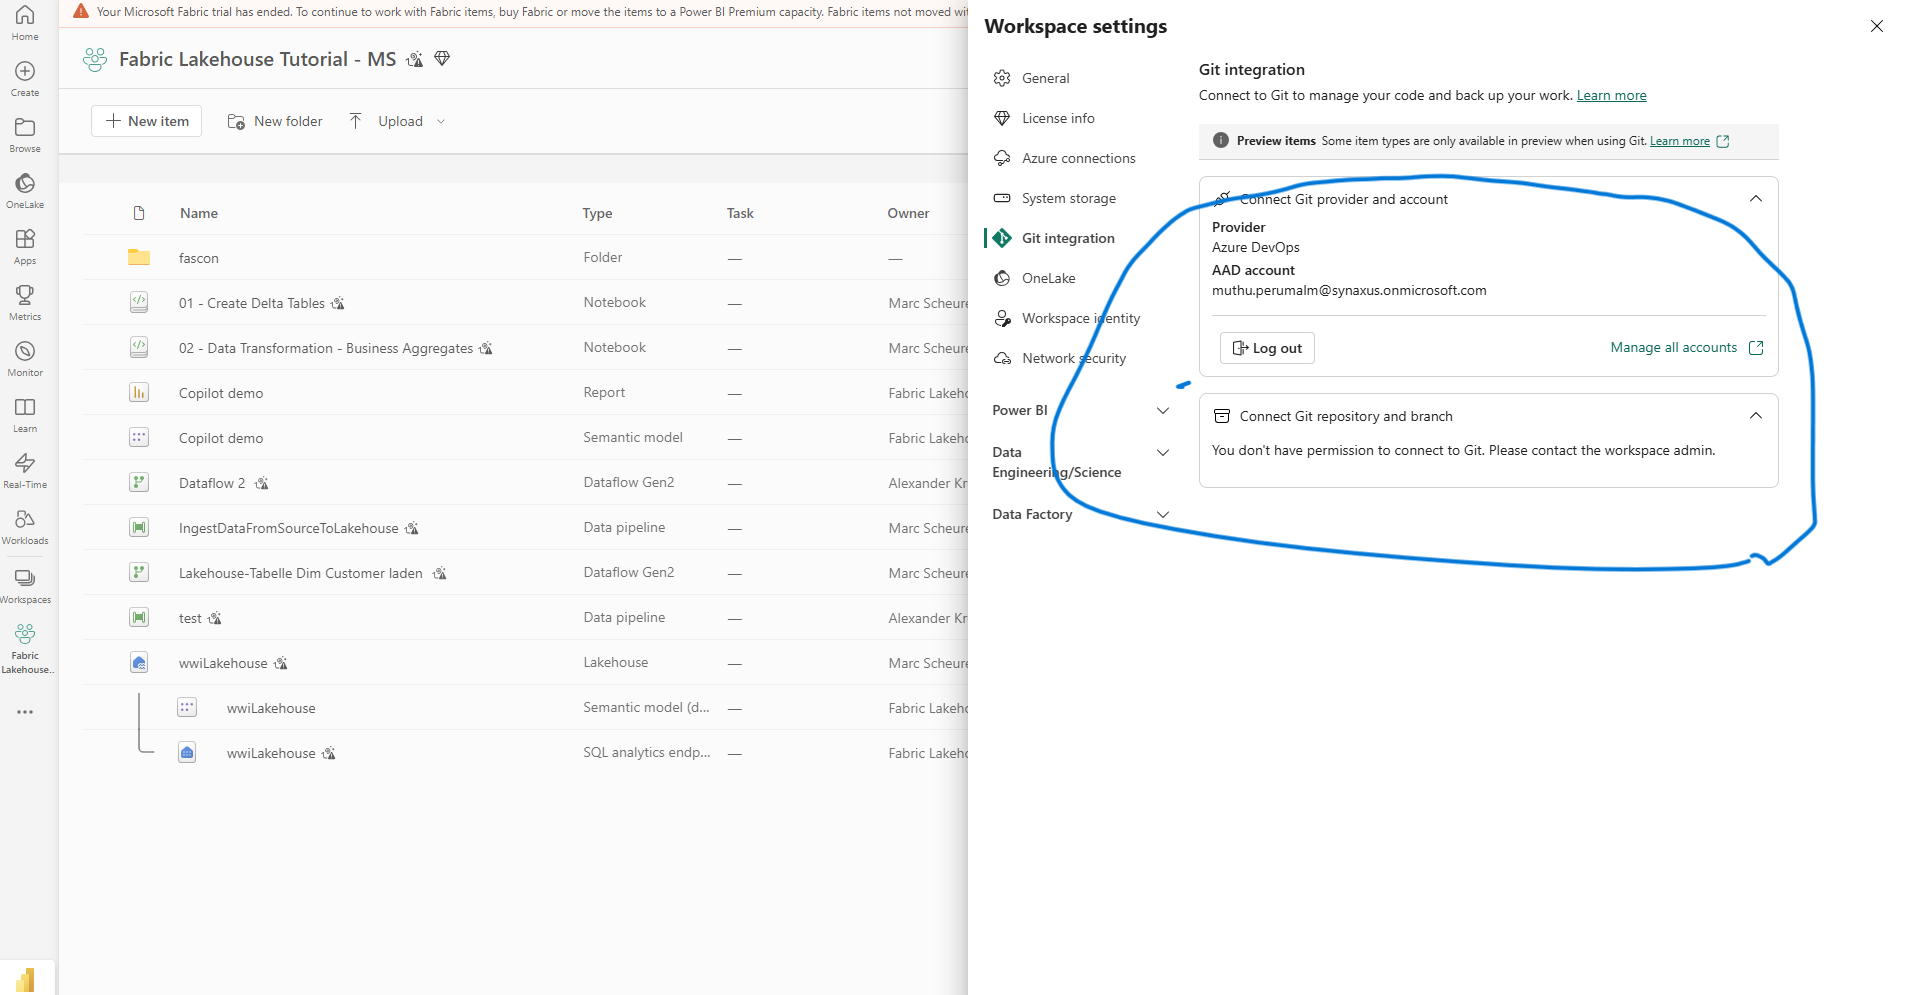 Home
Create
Browse
OneLake
Apps
Metrics
Monitor
Learn
Real-Time
Workloads
Workspaces
Fabric
Lakehouse...
Your Microsoft Fabric trial has ended. To continue to work with Fabric items, buy Fabric or move the items to a Power BI Premium capacity. Fabric items not moved wit
Fabric Lakehouse Tutorial - MS
New item
New folder
Upload
Name Type Task Owner
fascon Folder — —
01 - Create Delta Tables Notebook — Marc Scheure
02 - Data Transformation - Business Aggregates Notebook — Marc Scheure
Copilot demo Report — Fabric Lakeho
Copilot demo Semantic model — Fabric Lakeho
Dataflow 2 Dataflow Gen2 — Alexander Kr
IngestDataFromSourceToLakehouse Data pipeline — Marc Scheure
Lakehouse-Tabelle Dim Customer laden Dataflow Gen2 — Marc Scheure
test Data pipeline — Alexander Kr
wwiLakehouse Lakehouse — Marc Scheure
wwiLakehouse Semantic model (d... — Fabric Lakeho
wwiLakehouse SQL analytics endp... — Fabric Lakeho
Workspace settings
General
License info
Azure connections
System storage
Git integration
OneLake
Workspace identity
Network security
Power BI
Data
Engineering/Science
Data Factory
Git integration
Connect to Git to manage your code and back up your work. Learn more
Preview items Some item types are only available in preview when using Git. Learn more
Connect Git provider and account
Provider
Azure DevOps
AAD account
muthu.perumalm@synaxus.onmicrosoft.com
Log out
Manage all accounts
Connect Git repository and branch
You don't have permission to connect to Git. Please contact the workspace admin.